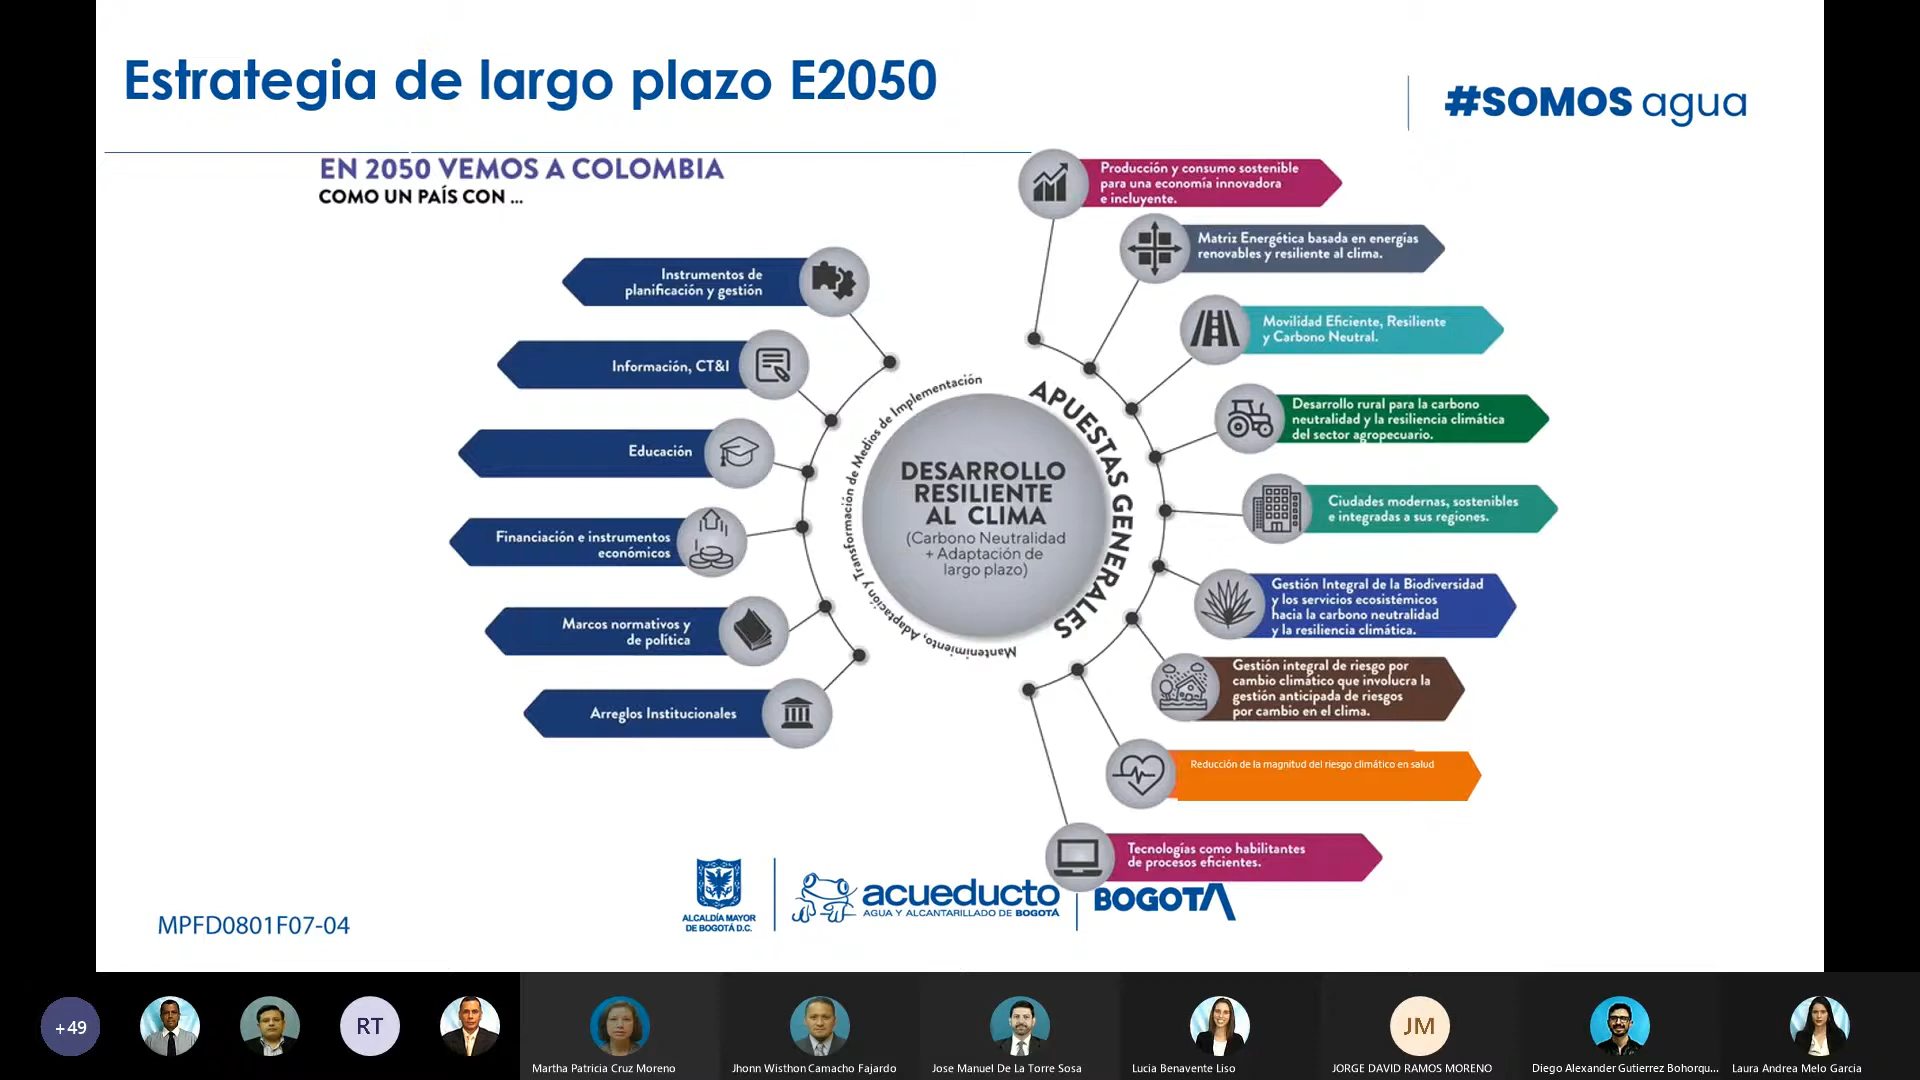 Estrategia de largo plazo E2050
#SOMOS agua
EN 2050 VEMOS A COLOMBIA
COMO UN PAÍS CON ...
Instrumentos de
planificación y gestión
Información, CT&I
Educación
Financiación e instrumentos
económicos
Marcos normativos y
de política
Arreglos Institucionales
Mantenimiento, Adaptación y Transformación de Medios de Implementación
DESARROLLO
RESILIENTE
AL CLIMA
(Carbono Neutralidad
+ Adaptación de
largo plazo)
APUESTAS GENERALES
Producción y consumo sostenible
para una economía innovadora
e incluyente.
Matriz Energética basada en energías
renovables y resiliente al clima.
Movilidad Eficiente, Resiliente
y Carbono Neutral.
Desarrollo rural para la carbono
neutralidad y la resiliencia climática
del sector agropecuario.
Ciudades modernas, sostenibles
e integradas a sus regiones.
Gestión Integral de la Biodiversidad
y los servicios ecosistémicos
hacia la carbono neutralidad
y la resiliencia climática.
Gestión integral de riesgo por
cambio climático que involucra la
gestión anticipada de riesgos
por cambio en el clima.
Reducción de la magnitud del riesgo climático en salud
Tecnologías como habilitantes
de procesos eficientes.
MPFD0801F07-04
ALCALDÍA MAYOR
DE BOGOTÁ D.C.
acueducto
AGUA Y ALCANTARILLADO DE BOGOTÁ
BOGOTÁ
+49
RT
JM
Martha Patricia Cruz Moreno
Jhonn Wisthon Camacho Fajardo
Jose Manuel De La Torre Sosa
Lucia Benavente Liso
JORGE DAVID RAMOS MORENO
Diego Alexander Gutierrez Bohorqu...
Laura Andrea Melo Garcia